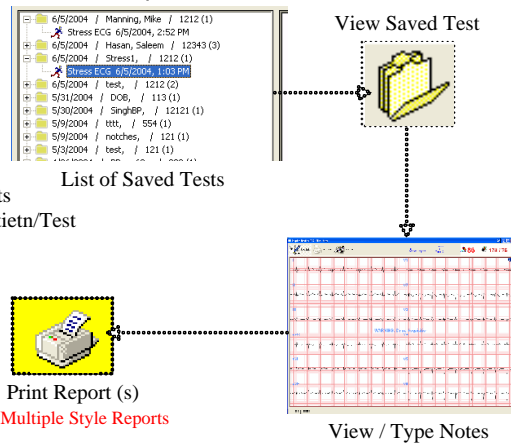 6/5/2004 / Manning, Mike / 1212 (1)
Stress ECG 6/5/2004, 2:52 PM
6/5/2004 / Hasan, Saleem / 12343 (3)
6/5/2004 / Stress1, / 1212 (1)
Stress ECG 6/5/2004, 1:03 PM
6/5/2004 / test, / 1212 (2)
5/31/2004 / DOB, / 113 (1)
5/30/2004 / SinghBP, / 12121 (1)
5/9/2004 / tttt, / 554 (1)
5/9/2004 / notches, / 121 (1)
5/3/2004 / test, / 121 (1)
View Saved Test
List of Saved Tests
ts
tietn/Test
Print Report (s)
Multiple Style Reports
View / Type Notes